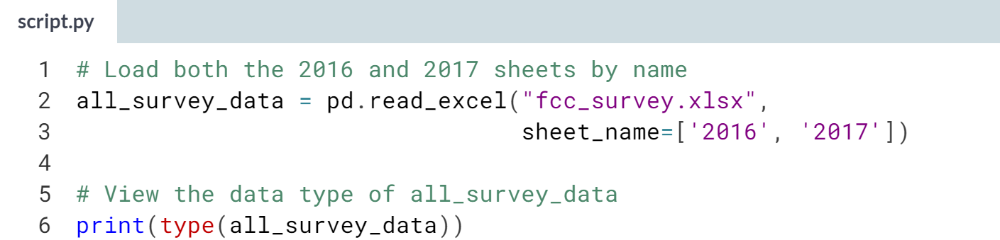 script.py
1 # Load both the 2016 and 2017 sheets by name
2 all_survey_data = pd.read_excel("fcc_survey.xlsx",
3                                 sheet_name=['2016', '2017'])
4
5 # View the data type of all_survey_data
6 print(type(all_survey_data))